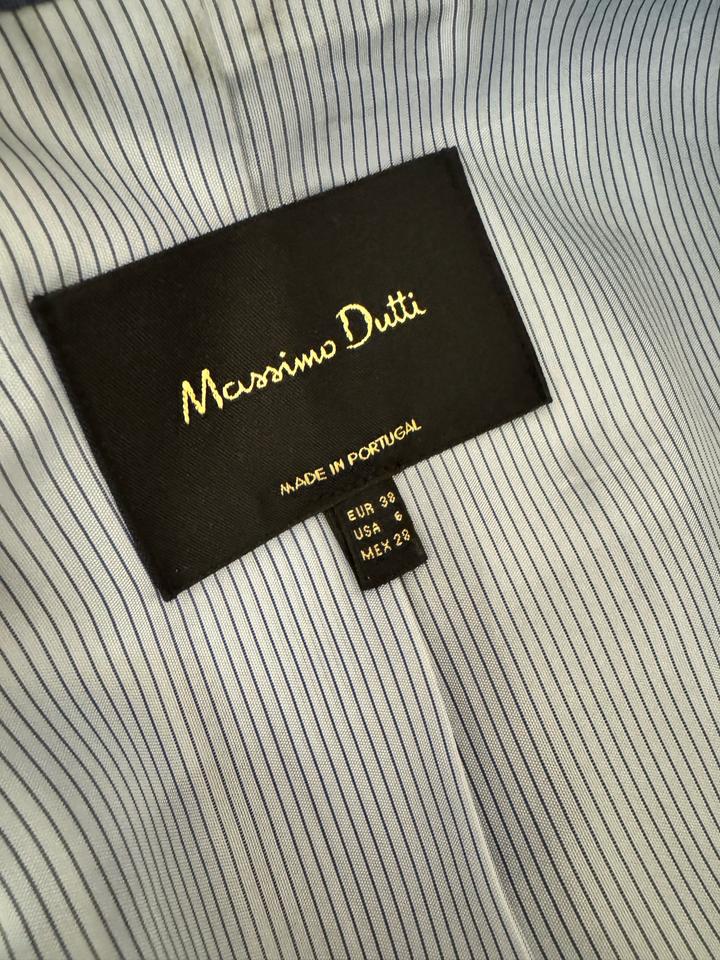 Massimo Dutti
MADE IN PORTUGAL
EUR 38
USA 6
MEX 28